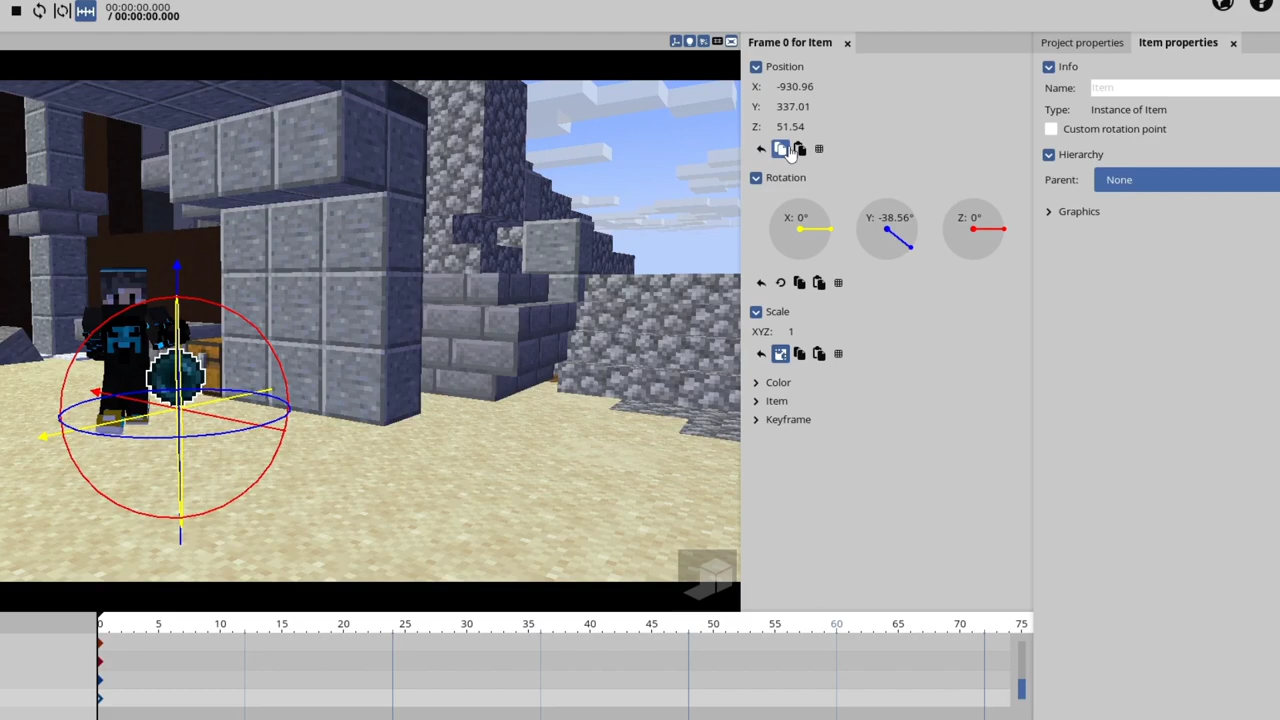 00:00:00.000
/ 00:00:00.000
Frame 0 for Item
Position
X: -930.96
Y: 337.01
Z: 51.54
Rotation
X: 0° Y: -38.56° Z: 0°
Scale
XYZ: 1
Color
Item
Keyframe
Project properties Item properties
Info
Name: Item
Type: Instance of Item
Custom rotation point
Hierarchy
Parent: None
Graphics
0 5 10 15 20 25 30 35 40 45 50 55 60 65 70 75